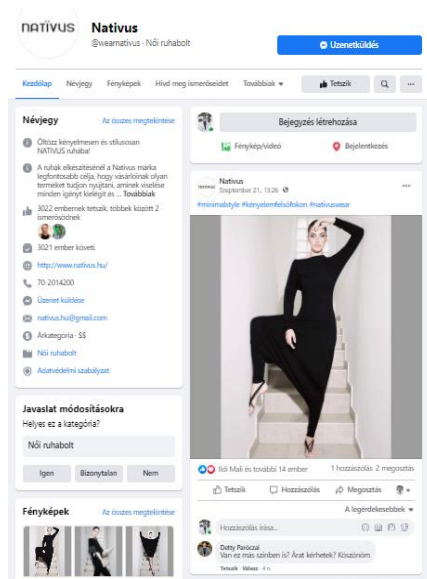 NATIVUS
Nativus
@wearnativus · Női ruhabolt
Üzenetküldés
Kezdőlap
Névjegy
Fényképek
Hívd meg ismerőseidet
Továbbiak
Tetszik
Névjegy
Az összes megtekintése
Öltözz kényelmesen és stílusosan
NATIVUS ruhába!
A ruhák elkészítésénél a Nativus márka
legfontosabb célja, hogy vásárlóinak olyan
terméket tudjon nyújtani, aminek viselése
minden igényt kielégít és ... Továbbiak
3022 embernek tetszik, többek között 2
ismerősödnek
3021 ember követi.
http://www.nativus.hu/
70-2014200
Üzenet küldése
nativus.hu@gmail.com
Árkategória · $$
Női ruhabolt
Adatvédelmi szabályzat
Javaslat módosításokra
Helyes ez a kategória?
Női ruhabolt
Igen
Bizonytalan
Nem
Fényképek
Az összes megtekintése
Bejegyzés létrehozása
Fénykép/videó
Bejelentkezés
Nativus
Szeptember 21, 13:26
#minimalstyle #kényelemfelsőfokon #nativuswear
Ildi Mali és további 14 ember
1 hozzászólás 2 megosztás
Tetszik
Hozzászólás
Megosztás
A legérdekesebbek
Hozzászólás írása...
Detty Paróczai
Van ez más színben is? Árat kérhetek? Köszönöm
Tetszik · Válasz · 4 n